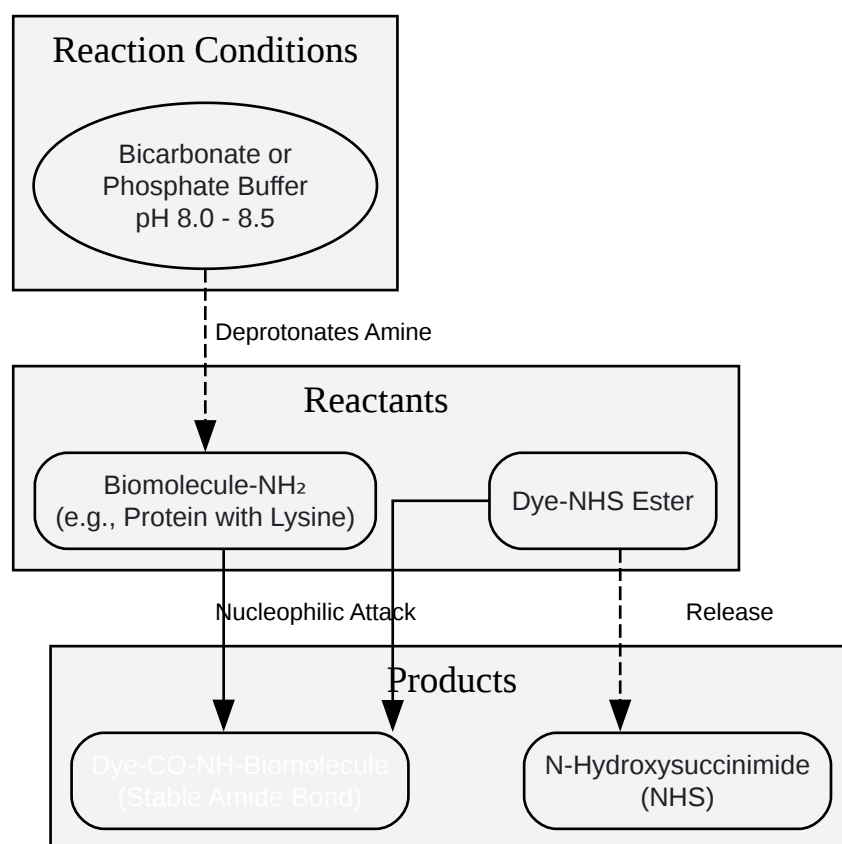 Reaction Conditions
Bicarbonate or
Phosphate Buffer
pH 8.0 - 8.5
Deprotonates Amine
Reactants
Biomolecule-NH₂
(e.g., Protein with Lysine)
Dye-NHS Ester
Nucleophilic Attack
Release
Products
Dye-CO-NH-Biomolecule
(Stable Amide Bond)
N-Hydroxysuccinimide
(NHS)